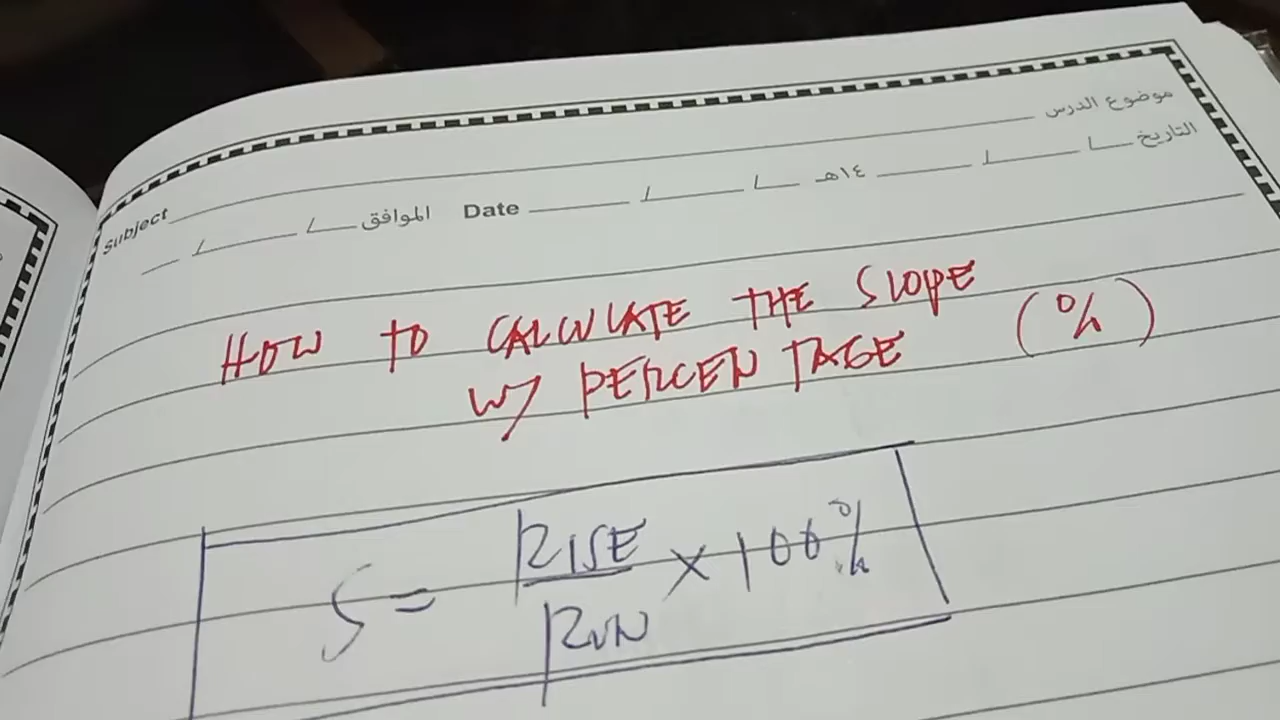 موضوع الدرس
Subject
التاريخ / / ١٤هـ Date / / الموافق / /
HOW TO CALCULATE THE SLOPE
W/ PERCENTAGE (%)
S = RISE / RUN × 100%